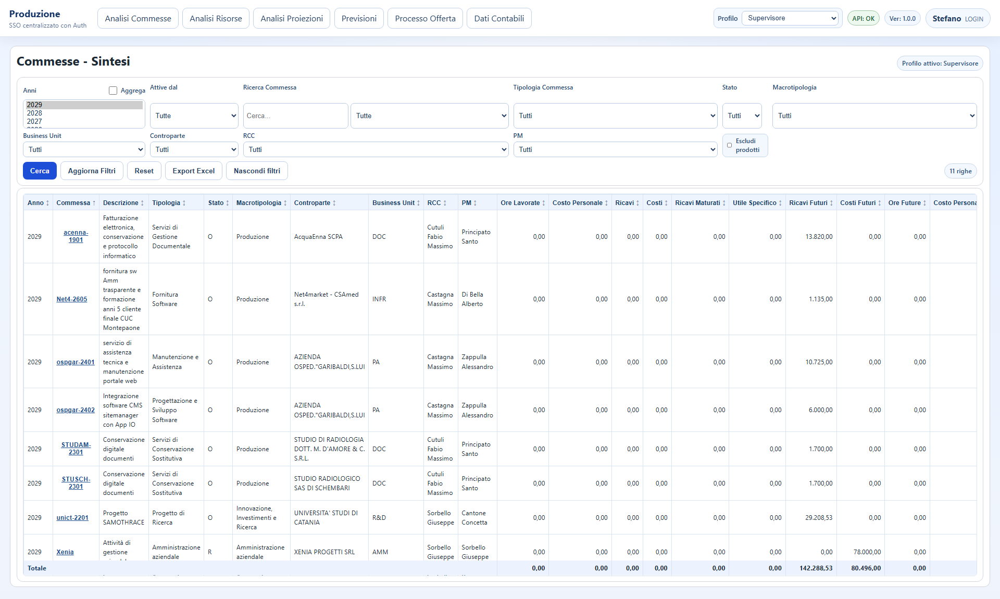 Produzione
SSO centralizzato con Auth
Analisi Commesse
Analisi Risorse
Analisi Proiezioni
Previsioni
Processo Offerta
Dati Contabili
Profilo
Supervisore
API: OK
Ver: 1.0.0
Stefano LOGIN
Commesse - Sintesi
Profilo attivo: Supervisore
Anni
Aggrega
Attive dal
Ricerca Commessa
Tipologia Commessa
Stato
Macrotipologia
2029
2028
2027
Tutte
Cerca...
Tutte
Tutti
Tutti
Tutti
Business Unit
Controparte
RCC
PM
Tutti
Tutti
Tutti
Tutti
Escludi
prodotti
Cerca
Aggiorna Filtri
Reset
Export Excel
Nascondi filtri
11 righe
Anno ↕ Commessa ↑ Descrizione ↕ Tipologia ↕ Stato ↕ Macrotipologia ↕ Controparte ↕ Business Unit ↕ RCC ↕ PM ↕ Ore Lavorate ↕ Costo Personale ↕ Ricavi ↕ Costi ↕ Ricavi Maturati ↕ Utile Specifico ↕ Ricavi Futuri ↕ Costi Futuri ↕ Ore Future ↕ Costo Persona
2029
acenna-
1901
Fatturazione
elettronica,
conservazione
e protocollo
informatico
Servizi di
Gestione
Documentale
O
Produzione
AcquaEnna SCPA
DOC
Cutuli
Fabio
Massimo
Principato
Santo
0,00 0,00 0,00 0,00 0,00 0,00 13.820,00 0,00 0,00
2029
Net4-2605
fornitura sw
Amm
trasparente e
formazione
anni 5 cliente
finale CUC
Montepaone
Fornitura
Software
O
Produzione
Net4market - CSAmed
s.r.l.
INFR
Castagna
Massimo
Di Bella
Alberto
0,00 0,00 0,00 0,00 0,00 0,00 1.135,00 0,00 0,00
2029
ospgar-2401
servizio di
assistenza
tecnica e
manutenzione
portale web
Manutenzione e
Assistenza
O
Produzione
AZIENDA
OSPED."GARIBALDI,S.LUI
PA
Castagna
Massimo
Zappulla
Alessandro
0,00 0,00 0,00 0,00 0,00 0,00 10.725,00 0,00 0,00
2029
ospgar-2402
Integrazione
software CMS
sitemanager
con App IO
Progettazione e
Sviluppo
Software
O
Produzione
AZIENDA
OSPED."GARIBALDI,S.LUI
PA
Castagna
Massimo
Zappulla
Alessandro
0,00 0,00 0,00 0,00 0,00 0,00 6.000,00 0,00 0,00
2029
STUDAM-
2301
Conservazione
digitale
documenti
Servizi di
Conservazione
Sostitutiva
O
Produzione
STUDIO DI RADIOLOGIA
DOTT. M. D'AMORE & C.
S.R.L.
DOC
Cutuli
Fabio
Massimo
Principato
Santo
0,00 0,00 0,00 0,00 0,00 0,00 1.700,00 0,00 0,00
2029
STUSCH-
2301
Conservazione
digitale
documenti
Servizi di
Conservazione
Sostitutiva
O
Produzione
STUDIO RADIOLOGICO
SAS DI SCHEMBARI
DOC
Cutuli
Fabio
Massimo
Principato
Santo
0,00 0,00 0,00 0,00 0,00 0,00 1.700,00 0,00 0,00
2029
unict-2201
Progetto
SAMOTHRACE
Progetto di
Ricerca
O
Innovazione,
Investimenti e
Ricerca
UNIVERSITA' STUDI DI
CATANIA
R&D
Sorbello
Giuseppe
Cantone
Concetta
0,00 0,00 0,00 0,00 0,00 0,00 29.208,53 0,00 0,00
2029
Xenia
Attività di
gestione
Amministrazione
aziendale
R
Amministrazione
aziendale
XENIA PROGETTI SRL
AMM
Sorbello
Giuseppe
Sorbello
Giuseppe
0,00 0,00 0,00 0,00 0,00 0,00 0,00 78.000,00 0,00
Totale 0,00 0,00 0,00 0,00 0,00 0,00 142.288,53 80.496,00 0,00